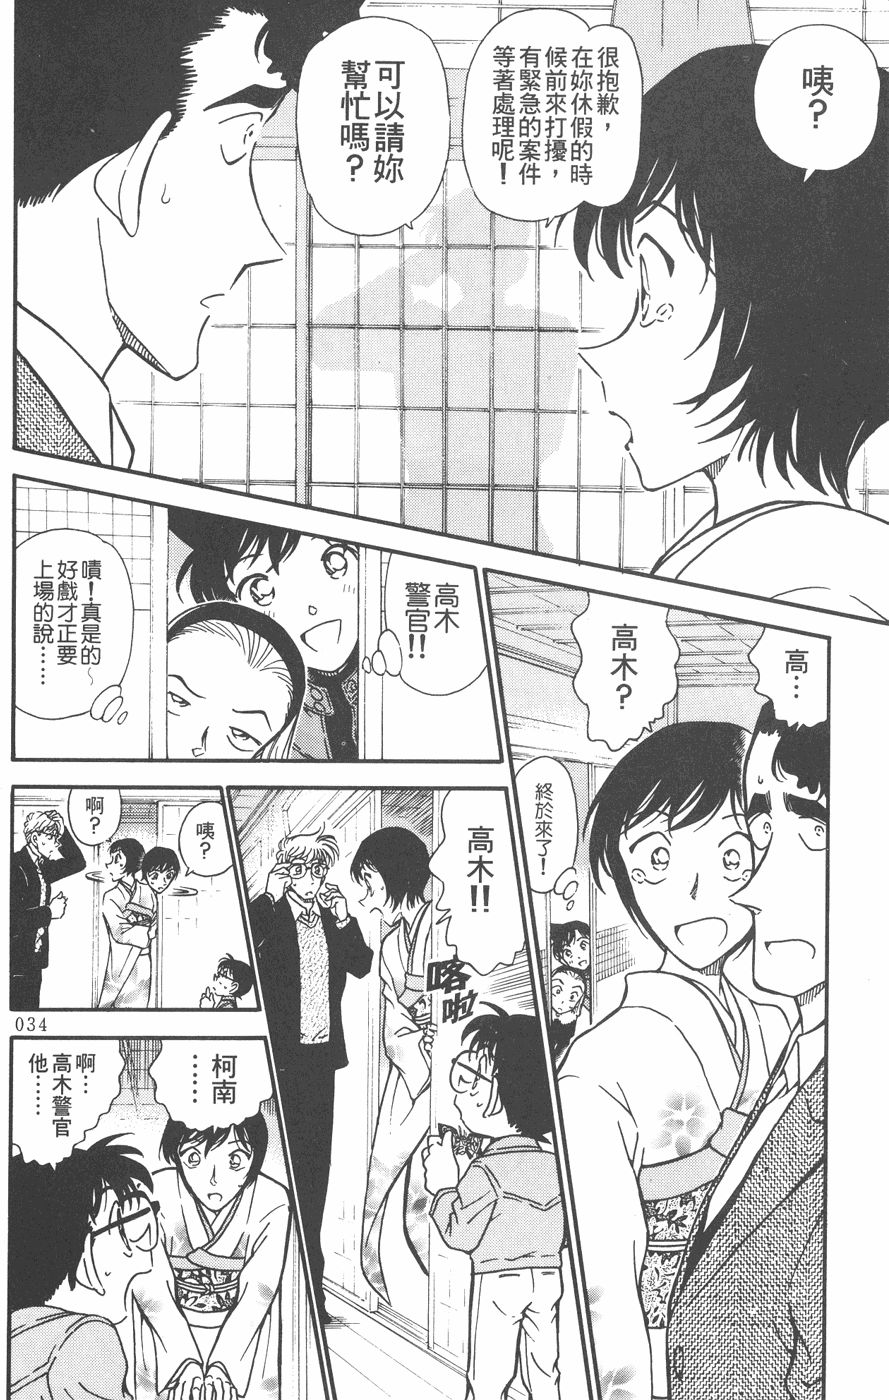 咦?
很抱歉，
在妳休假的時
候前來打擾，
有緊急的案件
等著處理呢！
可以請妳
幫忙嗎?
高…
高木?
終於來了！
高木
警官!!
嘖！真是的~
好戲才正要
上場的說……
高木!!
喀啦
咦?
啊?
034
柯南
……
啊…
高木警官
他……